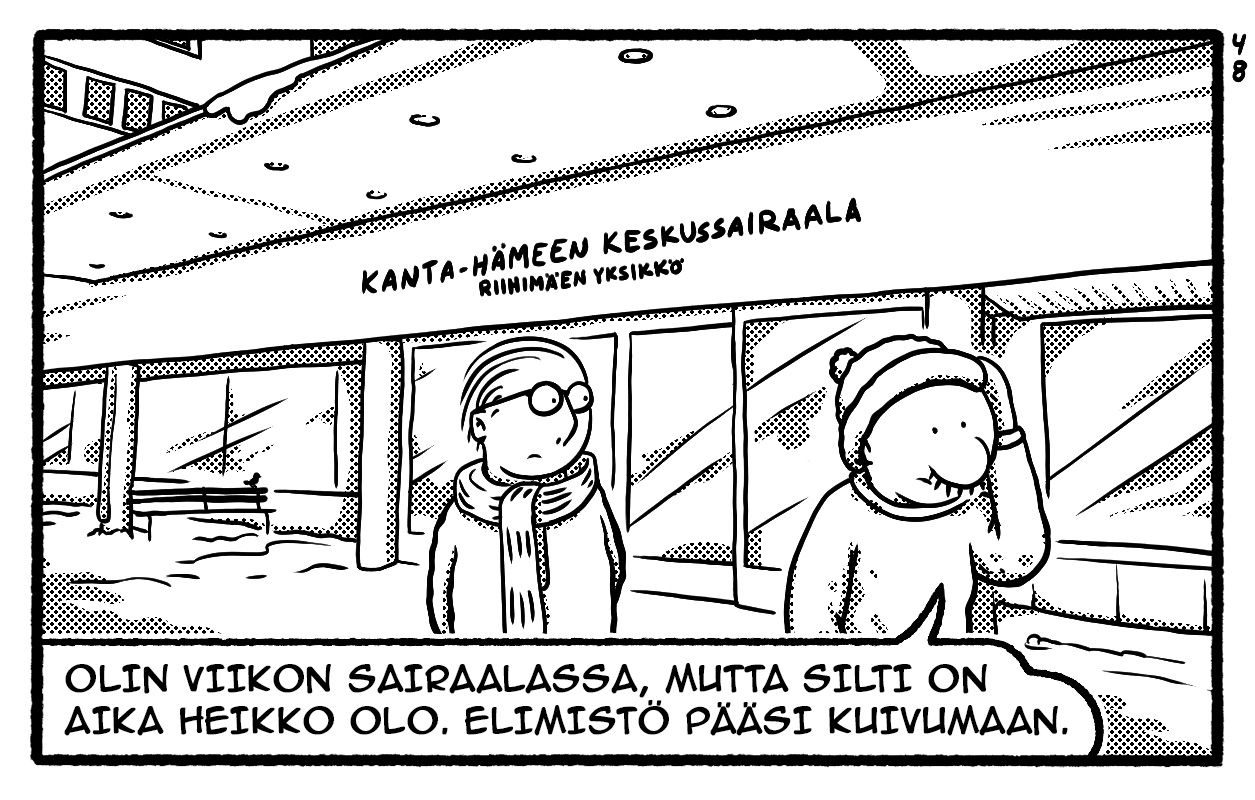 4
8
KANTA-HÄMEEN KESKUSSAIRAALA
RIIHIMÄEN YKSIKKÖ
OLIN VIIKON SAIRAALASSA, MUTTA SILTI ON
AIKA HEIKKO OLO. ELIMISTÖ PÄÄSI KUIVUMAAN.